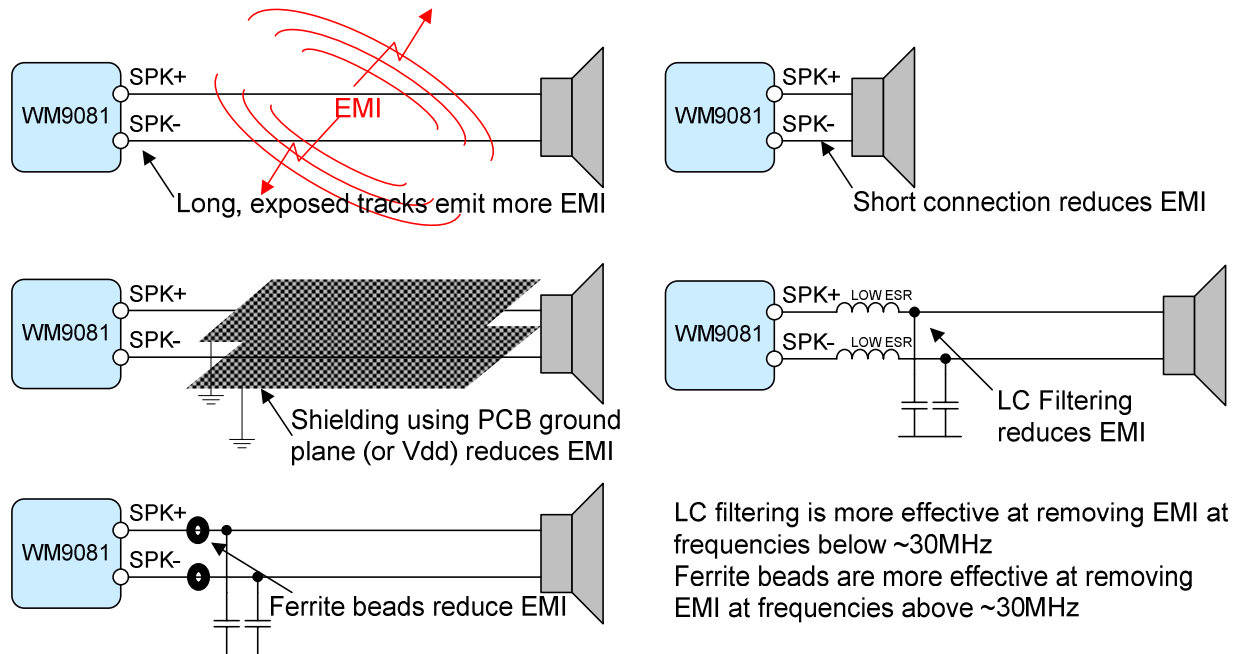 SPK+
WM9081
SPK-
EMI
Long, exposed tracks emit more EMI
SPK+
WM9081
SPK-
Short connection reduces EMI
SPK+
WM9081
SPK-
Shielding using PCB ground
plane (or Vdd) reduces EMI
SPK+
LOW ESR
WM9081
SPK-
LOW ESR
LC Filtering
reduces EMI
SPK+
WM9081
SPK-
Ferrite beads reduce EMI
LC filtering is more effective at removing EMI at
frequencies below ~30MHz
Ferrite beads are more effective at removing
EMI at frequencies above ~30MHz